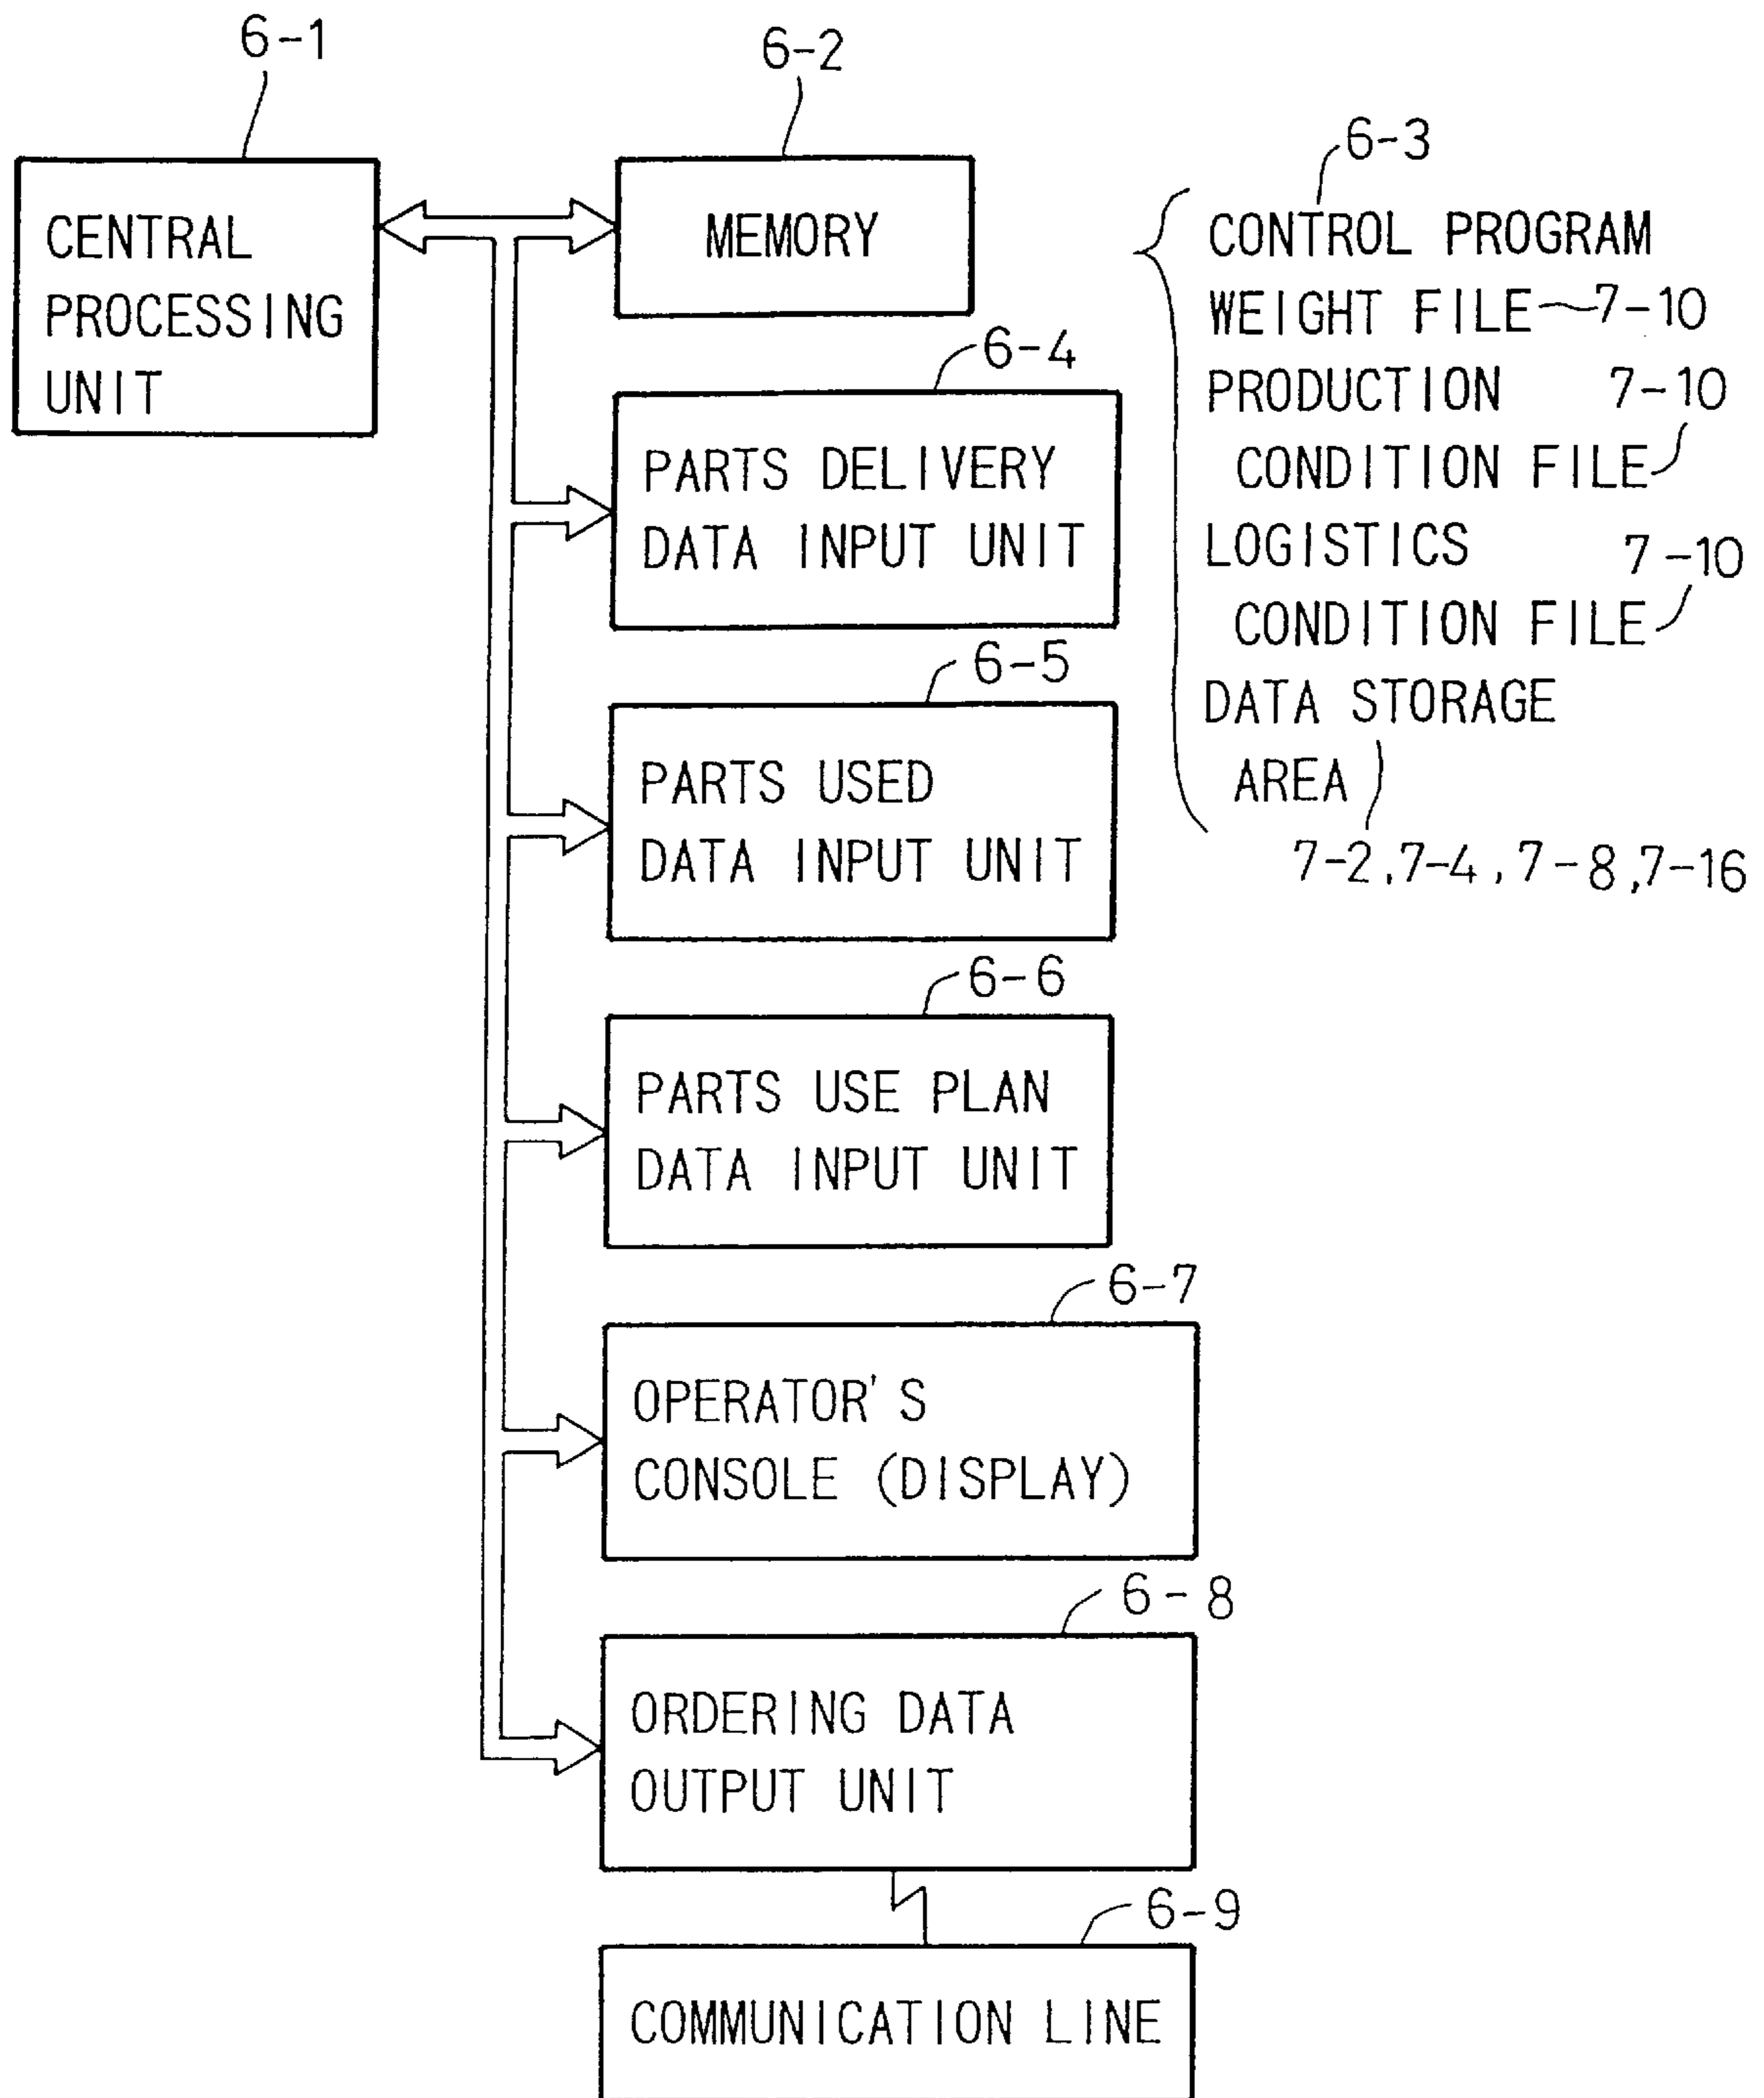 6-1
6-2
CENTRAL
PROCESSING
UNIT
MEMORY
6-3
CONTROL PROGRAM
WEIGHT FILE 7-10
PRODUCTION 7-10
CONDITION FILE
LOGISTICS 7-10
CONDITION FILE
DATA STORAGE
AREA
7-2, 7-4, 7-8, 7-16
6-4
PARTS DELIVERY
DATA INPUT UNIT
6-5
PARTS USED
DATA INPUT UNIT
6-6
PARTS USE PLAN
DATA INPUT UNIT
6-7
OPERATOR'S
CONSOLE (DISPLAY)
6-8
ORDERING DATA
OUTPUT UNIT
6-9
COMMUNICATION LINE